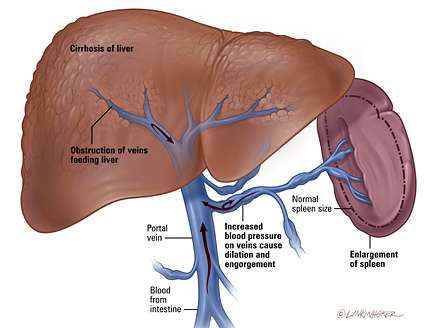 Cirrhosis of liver
Obstruction of veins
feeding liver
Portal
vein
Increased
blood pressure
on veins cause
dilation and
engorgement
Normal
spleen size
Enlargement
of spleen
Blood
from
intestine